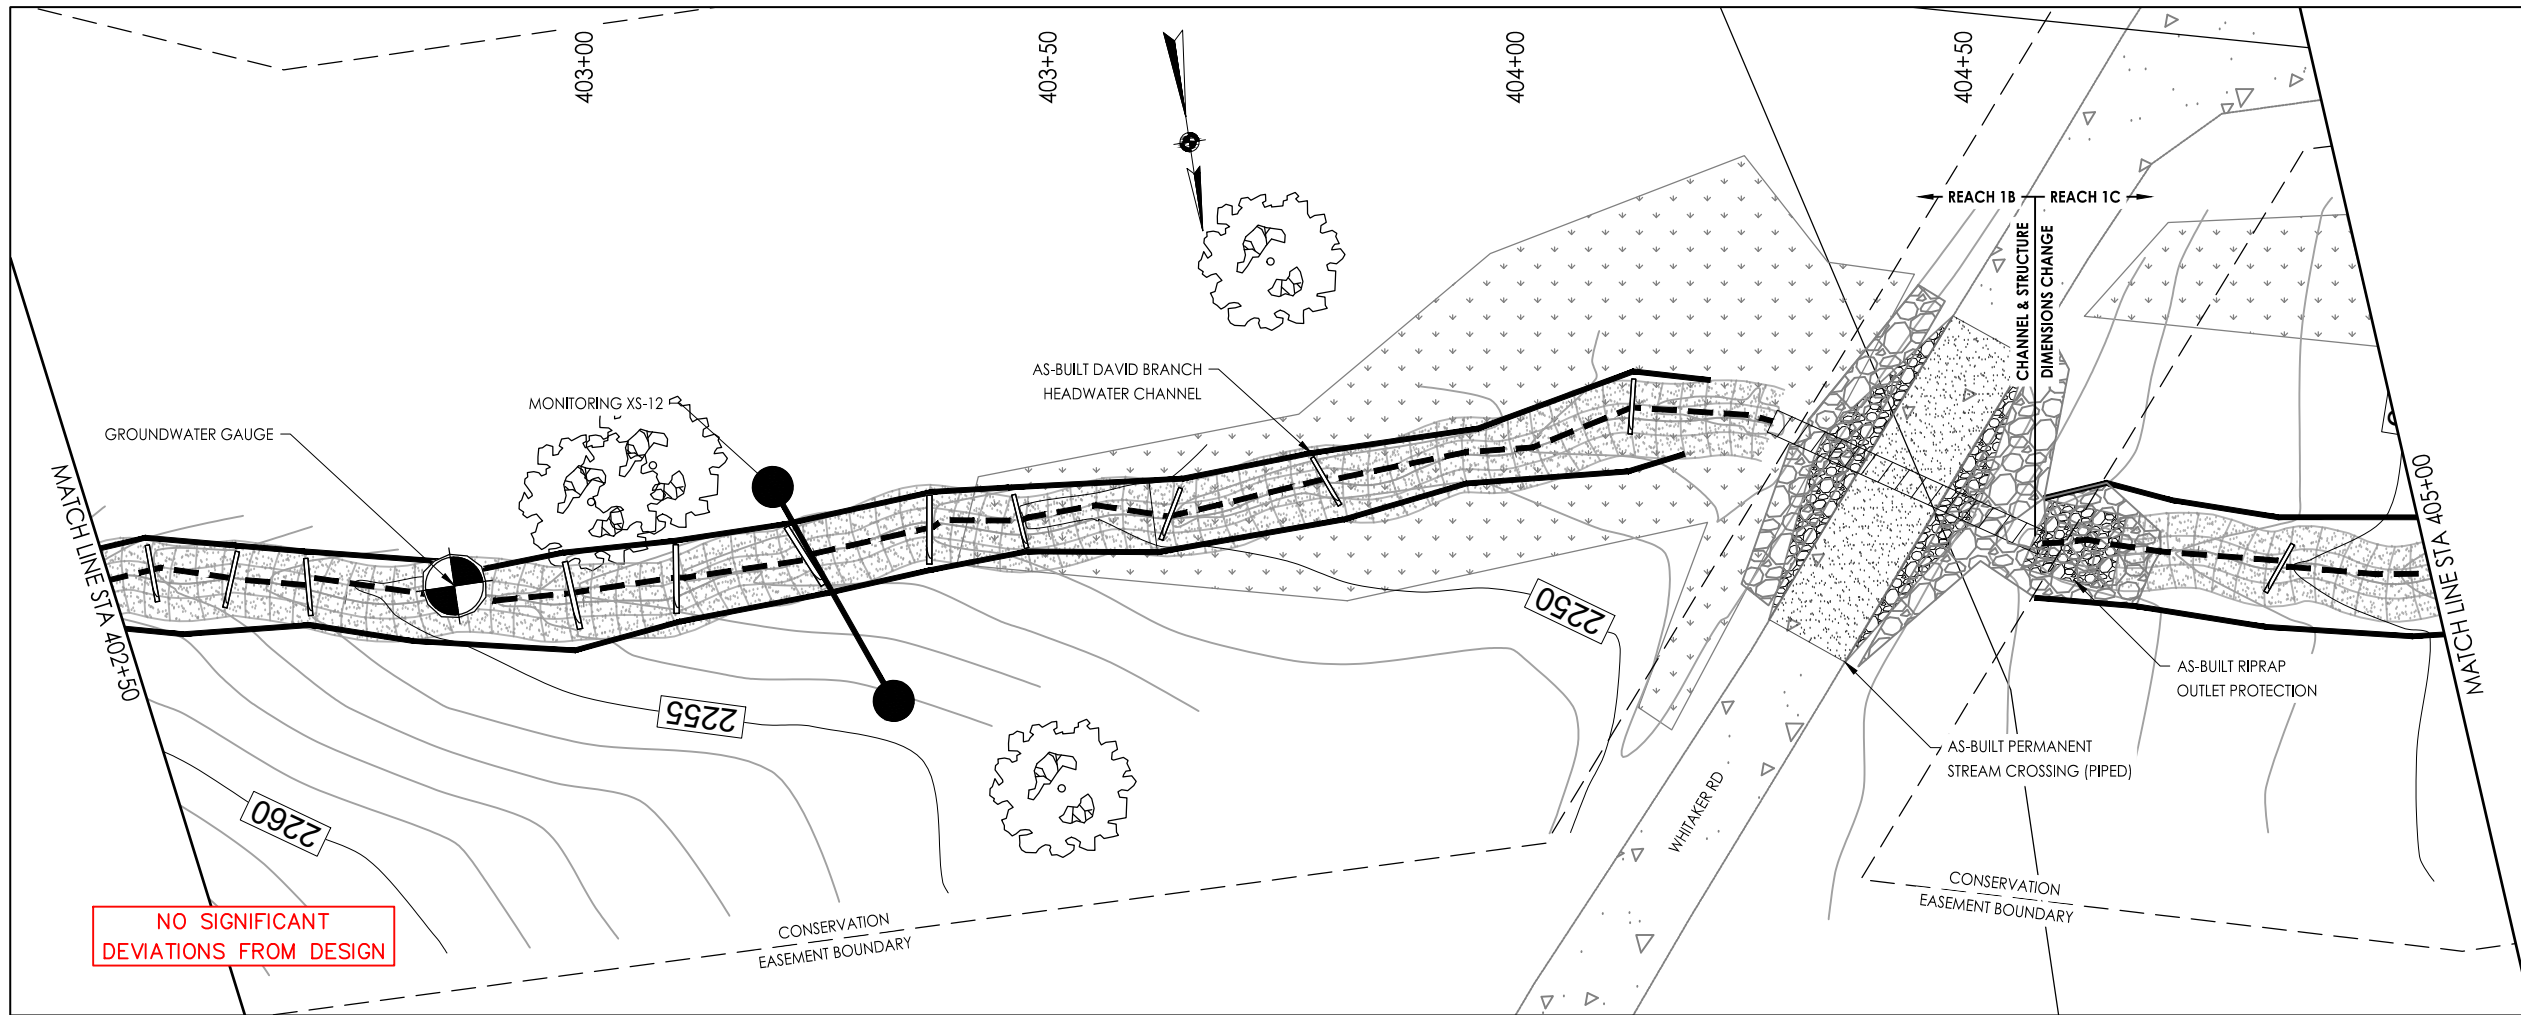 403+00
403+50
404+00
404+50
REACH 1B
REACH 1C
CHANNEL & STRUCTURE
DIMENSIONS CHANGE
AS-BUILT DAVID BRANCH
HEADWATER CHANNEL
MONITORING XS-12
GROUNDWATER GAUGE
MATCH LINE STA 402+50
MATCH LINE STA 405+00
2250
2255
2260
AS-BUILT RIPRAP
OUTLET PROTECTION
AS-BUILT PERMANENT
STREAM CROSSING (PIPED)
WHITAKER RD
CONSERVATION
EASEMENT BOUNDARY
CONSERVATION
EASEMENT BOUNDARY
NO SIGNIFICANT
DEVIATIONS FROM DESIGN